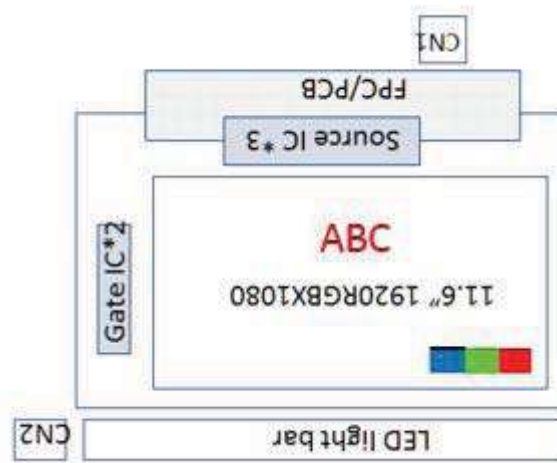 CN1
FPC/PCB
Source IC*3
Gate IC*2
ABC
11.6" 1920RGBX1080
CN2
LED light bar